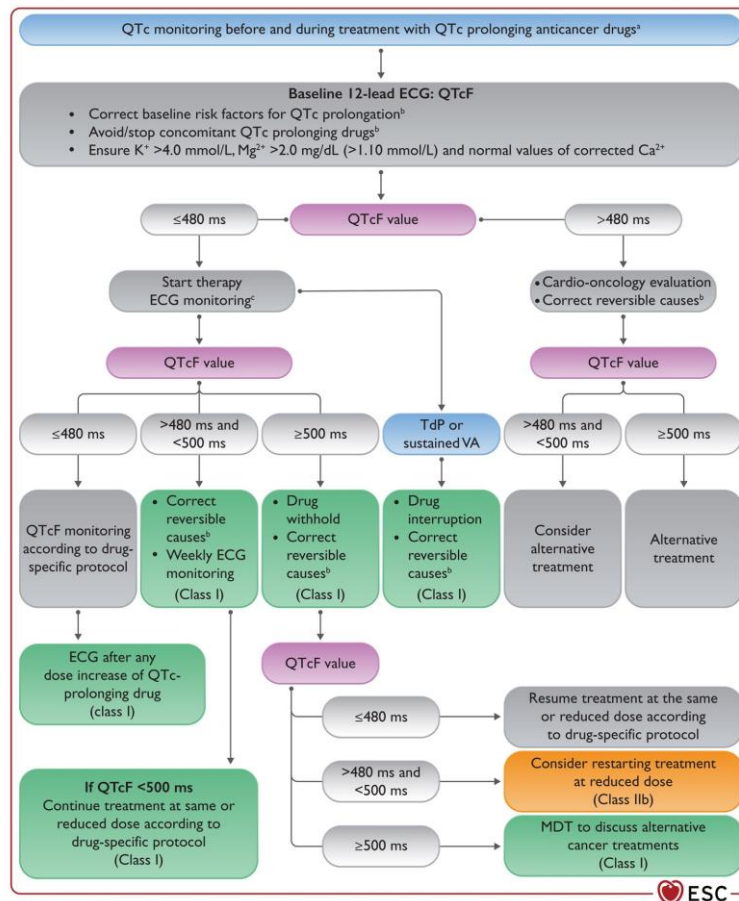 QTc monitoring before and during treatment with QTc prolonging anticancer drugsᵃ
Baseline 12-lead ECG: QTcF
• Correct baseline risk factors for QTc prolongationᵇ
• Avoid/stop concomitant QTc prolonging drugsᵇ
• Ensure K⁺ >4.0 mmol/L, Mg²⁺ >2.0 mg/dL (>1.10 mmol/L) and normal values of corrected Ca²⁺
≤480 ms
QTcF value
>480 ms
Start therapy
ECG monitoringᶜ
• Cardio-oncology evaluation
• Correct reversible causesᵇ
QTcF value
QTcF value
≤480 ms
>480 ms and
<500 ms
≥500 ms
TdP or
sustained VA
>480 ms and
<500 ms
≥500 ms
QTcF monitoring
according to drug-
specific protocol
• Correct
reversible
causesᵇ
• Weekly ECG
monitoring
(Class I)
• Drug
withhold
• Correct
reversible
causesᵇ
(Class I)
• Drug
interruption
• Correct
reversible
causesᵇ
(Class I)
Consider
alternative
treatment
Alternative
treatment
ECG after any
dose increase of QTc-
prolonging drug
(class I)
QTcF value
≤480 ms
Resume treatment at the same
or reduced dose according
to drug-specific protocol
>480 ms and
<500 ms
Consider restarting treatment
at reduced dose
(Class IIb)
If QTcF <500 ms
Continue treatment at same or
reduced dose according to
drug-specific protocol
(Class I)
≥500 ms
MDT to discuss alternative
cancer treatments
(Class I)
ESC